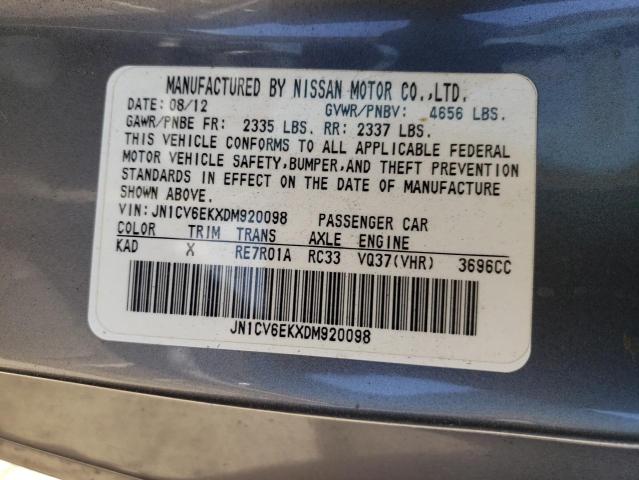 MANUFACTURED BY NISSAN MOTOR CO.,LTD.
DATE: 08/12 GVWR/PNBV: 4656 LBS.
GAWR/PNBE FR: 2335 LBS. RR: 2337 LBS.
THIS VEHICLE CONFORMS TO ALL APPLICABLE FEDERAL
MOTOR VEHICLE SAFETY,BUMPER,AND THEFT PREVENTION
STANDARDS IN EFFECT ON THE DATE OF MANUFACTURE
SHOWN ABOVE.
VIN: JN1CV6EKXDM920098 PASSENGER CAR
COLOR TRIM TRANS AXLE ENGINE
KAD X RE7R01A RC33 VQ37(VHR) 3696CC
JN1CV6EKXDM920098